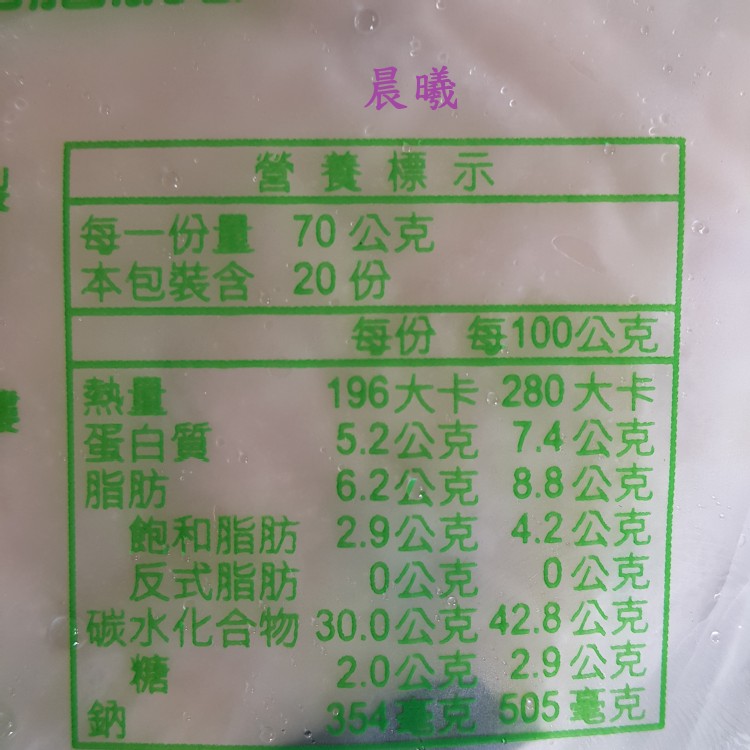 晨曦
營養標示
每一份量 70 公克
本包裝含 20 份
每份 每100公克
熱量 196大卡 280大卡
蛋白質 5.2公克 7.4公克
脂肪 6.2公克 8.8公克
飽和脂肪 2.9公克 4.2公克
反式脂肪 0公克 0公克
碳水化合物 30.0公克 42.8公克
糖 2.0公克 2.9公克
鈉 354毫克 505毫克